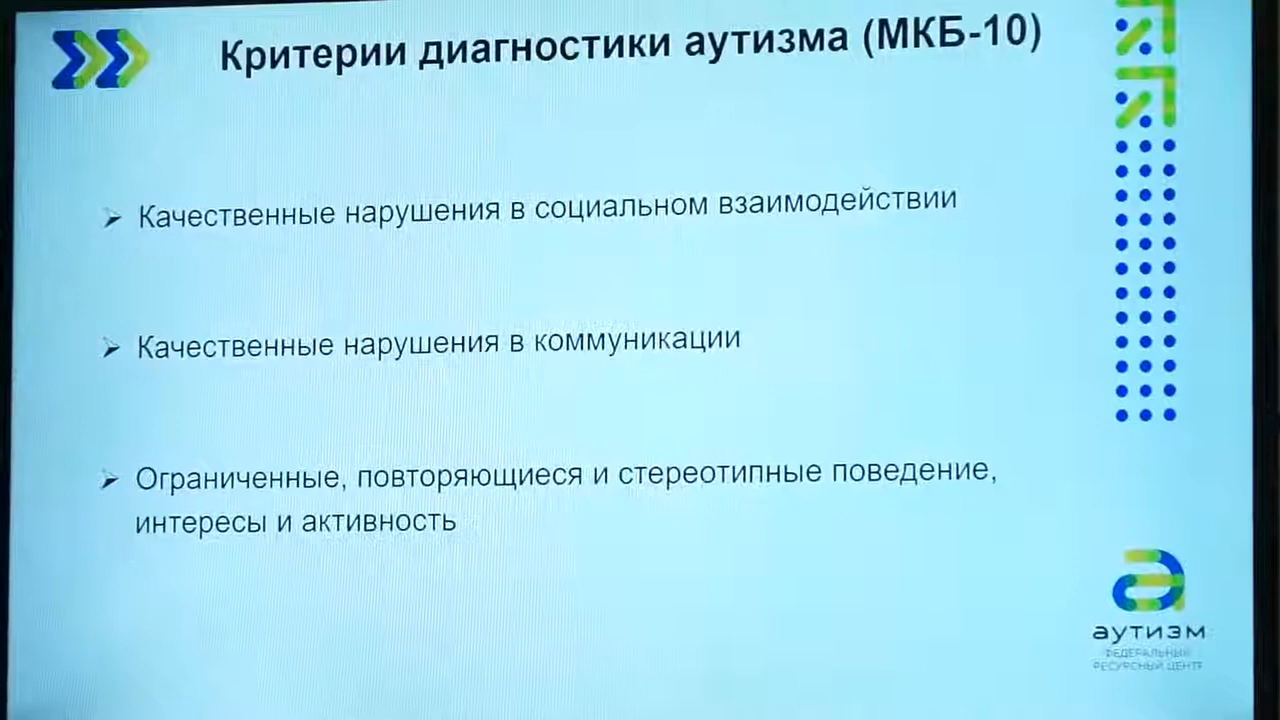 Критерии диагностики аутизма (МКБ-10)
Качественные нарушения в социальном взаимодействии
Качественные нарушения в коммуникации
Ограниченные, повторяющиеся и стереотипные поведение,
интересы и активность
аутизм
ФЕДЕРАЛЬНЫЙ
РЕСУРСНЫЙ ЦЕНТР